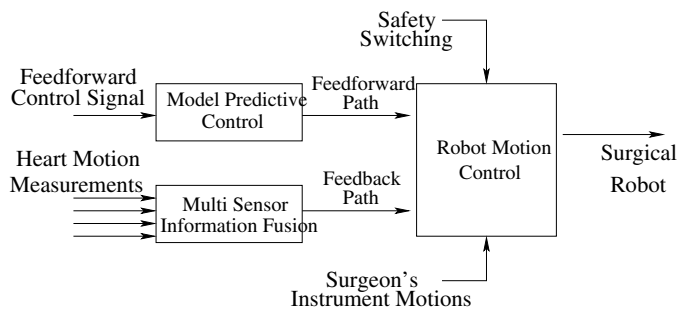 Safety
Switching
Feedforward
Control Signal
Model Predictive
Control
Feedforward
Path
Heart Motion
Measurements
Multi Sensor
Information Fusion
Feedback
Path
Robot Motion
Control
Surgical
Robot
Surgeon's
Instrument Motions